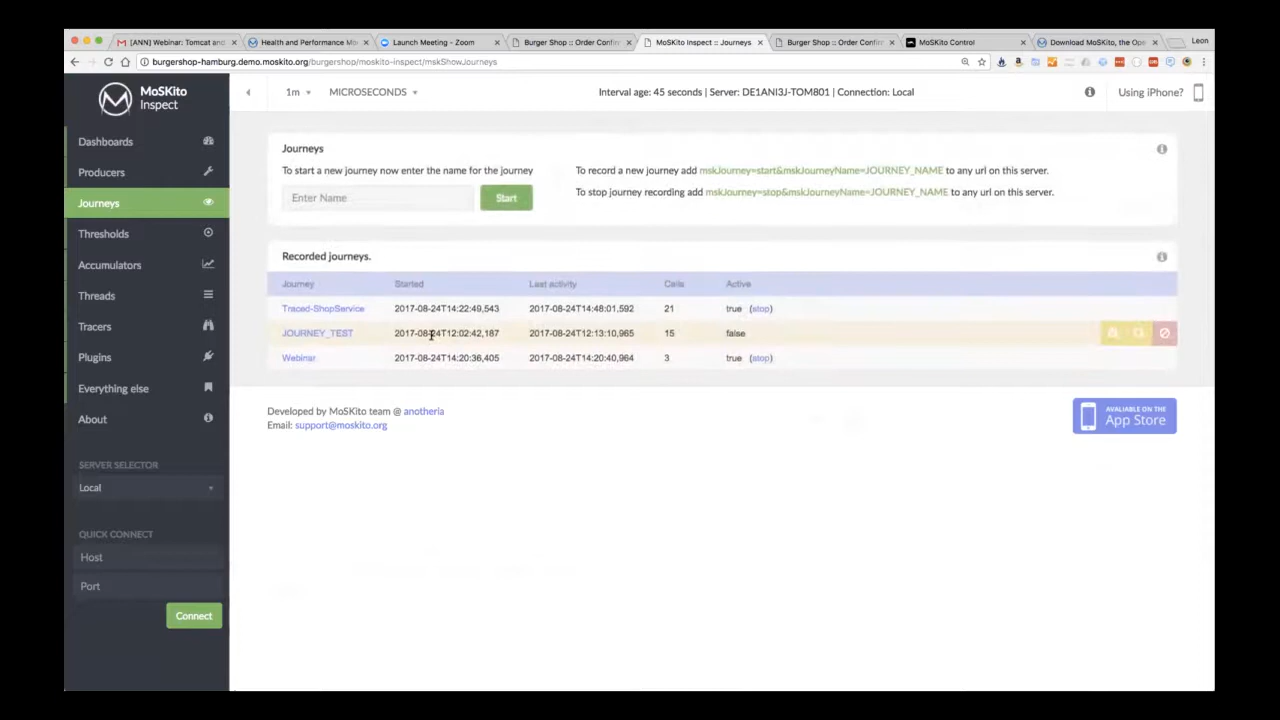 [ANN] Webinar: Tomcat and
Health and Performance Mo
Launch Meeting - Zoom
Burger Shop :: Order Confir
MoSKito Inspect :: Journeys
Burger Shop :: Order Confir
MoSKito Control
Download MoSKito, the Ope
Leon
burgershop-hamburg.demo.moskito.org/burgershop/moskito-inspect/mskShowJourneys
MoSKito
Inspect
1m
MICROSECONDS
Interval age: 45 seconds | Server: DE1ANI3J-TOM801 | Connection: Local
Using iPhone?
Dashboards
Producers
Journeys
Thresholds
Accumulators
Threads
Tracers
Plugins
Everything else
About
SERVER SELECTOR
Local
QUICK CONNECT
Host
Port
Connect
Journeys
To start a new journey now enter the name for the journey
Enter Name
Start
To record a new journey add mskJourney=start&mskJourneyName=JOURNEY_NAME to any url on this server.
To stop journey recording add mskJourney=stop&mskJourneyName=JOURNEY_NAME to any url on this server.
Recorded journeys.
Journey Started Last activity Calls Active
Traced-ShopService 2017-08-24T14:22:49,543 2017-08-24T14:48:01,592 21 true (stop)
JOURNEY_TEST 2017-08-24T12:02:42,187 2017-08-24T12:13:10,965 15 false
Webinar 2017-08-24T14:20:36,405 2017-08-24T14:20:40,964 3 true (stop)
Developed by MoSKito team @ anotheria
Email: support@moskito.org
AVALIABLE ON THE
App Store